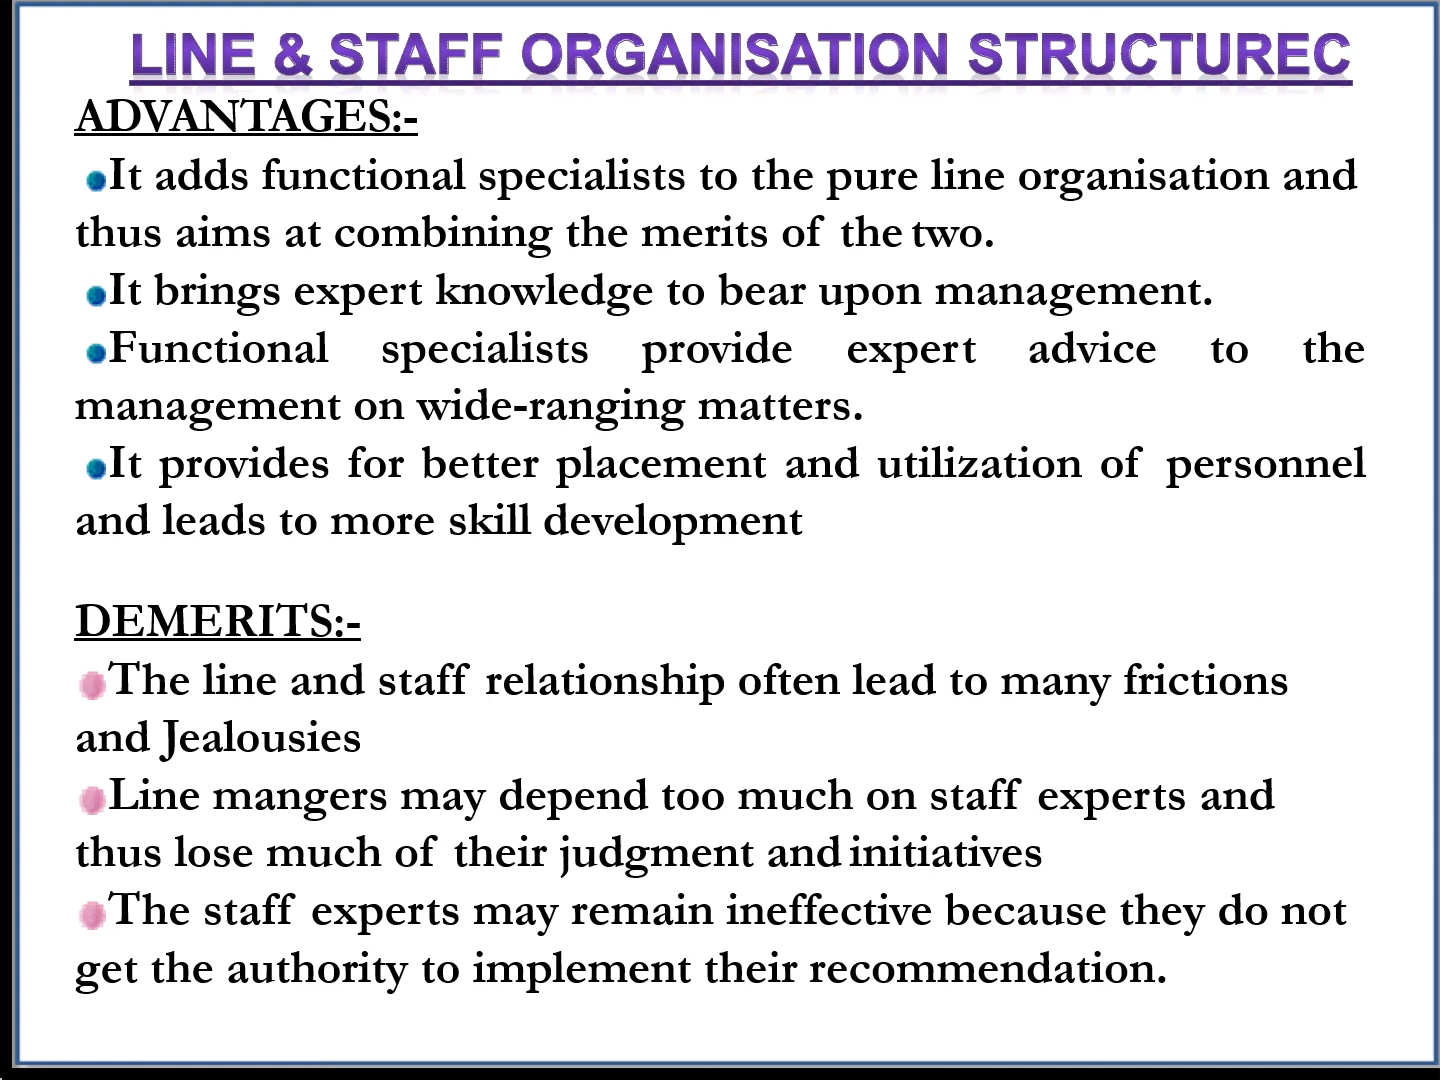 LINE & STAFF ORGANISATION STRUCTUREC
ADVANTAGES:-
It adds functional specialists to the pure line organisation and
thus aims at combining the merits of the two.
It brings expert knowledge to bear upon management.
Functional specialists provide expert advice to the
management on wide-ranging matters.
It provides for better placement and utilization of personnel
and leads to more skill development
DEMERITS:-
The line and staff relationship often lead to many frictions
and Jealousies
Line mangers may depend too much on staff experts and
thus lose much of their judgment and initiatives
The staff experts may remain ineffective because they do not
get the authority to implement their recommendation.